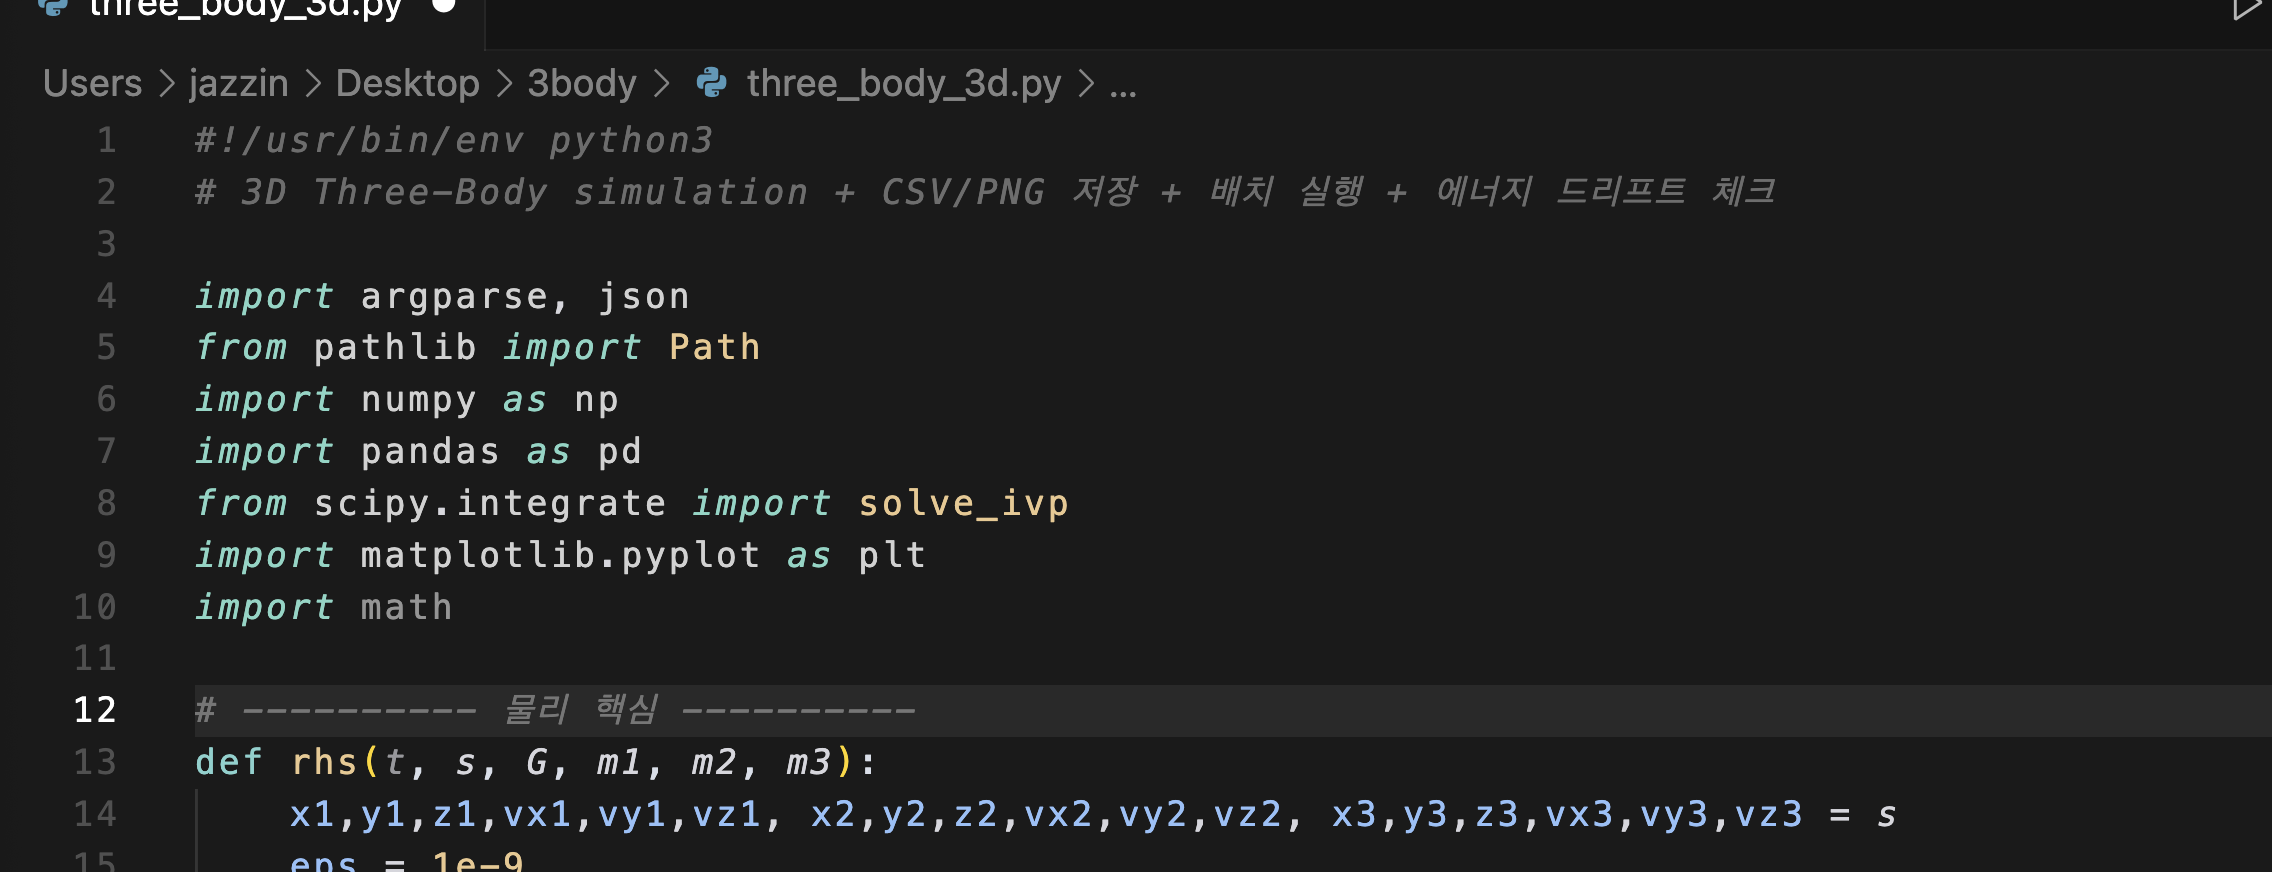 three_body_3d.py
Users > jazzin > Desktop > 3body > three_body_3d.py > ...
1 #!/usr/bin/env python3
2 # 3D Three-Body simulation + CSV/PNG 저장 + 배치 실행 + 에너지 드리프트 체크
3
4 import argparse, json
5 from pathlib import Path
6 import numpy as np
7 import pandas as pd
8 from scipy.integrate import solve_ivp
9 import matplotlib.pyplot as plt
10 import math
11
12 # ---------- 물리 핵심 ----------
13 def rhs(t, s, G, m1, m2, m3):
14 x1,y1,z1,vx1,vy1,vz1, x2,y2,z2,vx2,vy2,vz2, x3,y3,z3,vx3,vy3,vz3 = s
15 eps = 1e-9